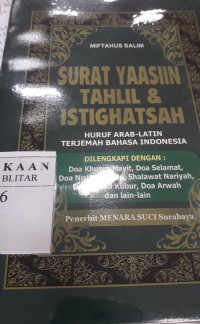 MIFTAHUS SALIM
SURAT YAASIIN
TAHLIL &
ISTIGHATSAH
HURUF ARAB-LATIN
TERJEMAH BAHASA INDONESIA
DILENGKAPI DENGAN :
Doa Khusus Mayit, Doa Selamat,
Doa Shalawat Nariyah,
Kubur, Doa Arwah
dan lain-lain
Penerbit MENARA SUCI Surabaya
KAAN
BLITAR
6